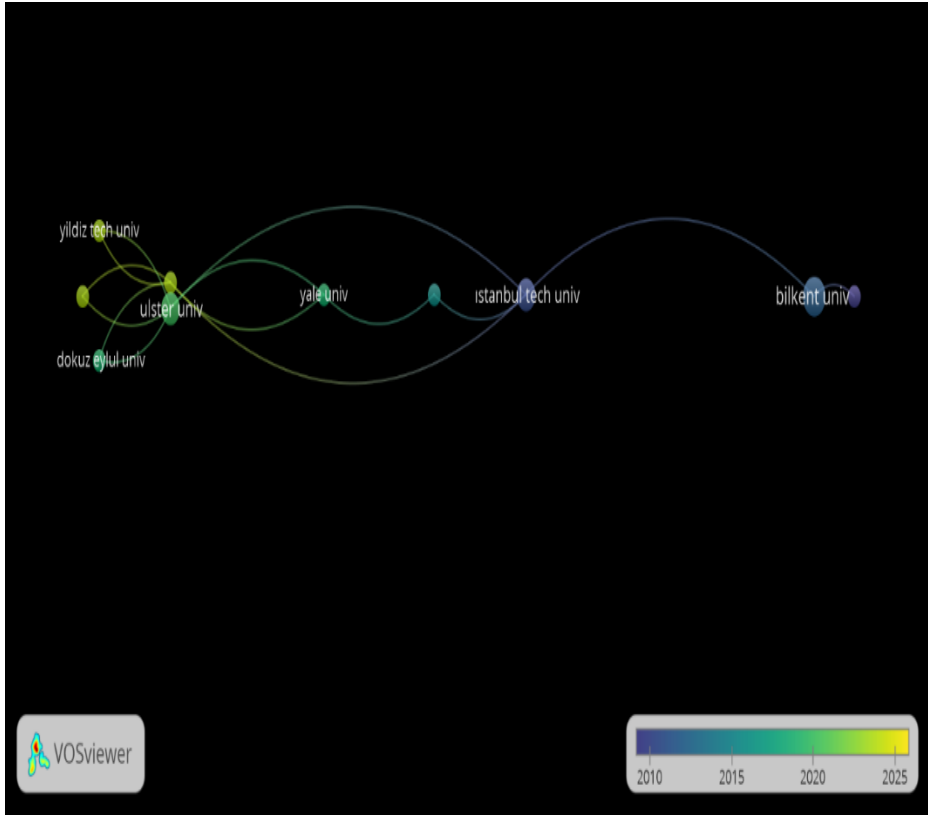 yildiz tech univ
ulster univ
yale univ
ıstanbul tech univ
bilkent univ
dokuz eylul univ
VOSviewer
2010
2015
2020
2025